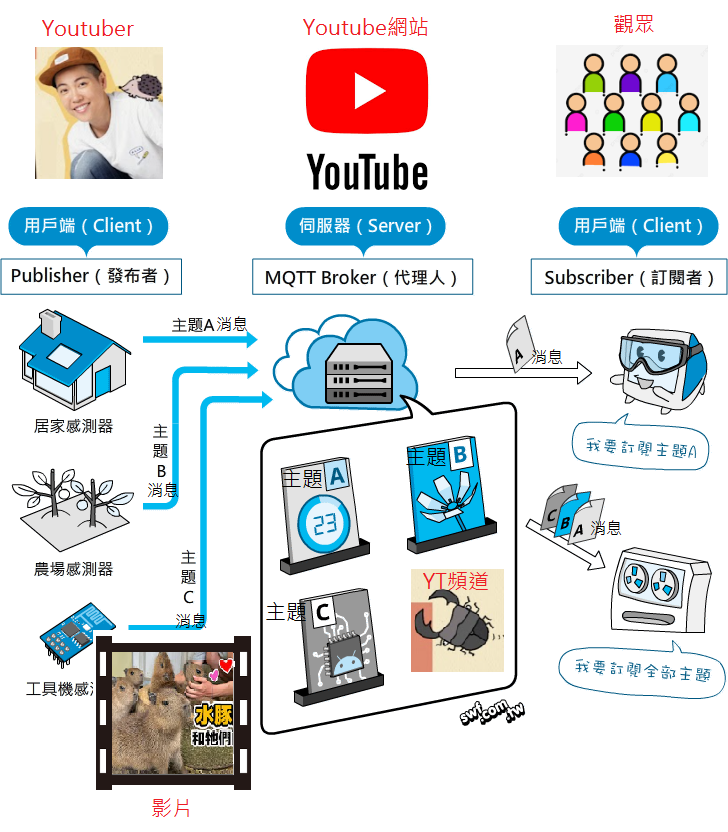 Youtuber
Youtube網站
觀眾
YouTube
用戶端（Client）
伺服器（Server）
用戶端（Client）
Publisher（發布者）
MQTT Broker（代理人）
Subscriber（訂閱者）
主題A 消息
A 消息
居家感測器
主題B
消息
我要訂閱主題A
主題 A
23
主題 B
C B A 消息
農場感測器
主題C
消息
主題 C
YT頻道
工具機感
我要訂閱全部主題
水豚
和牠們
swf.com.tw
影片